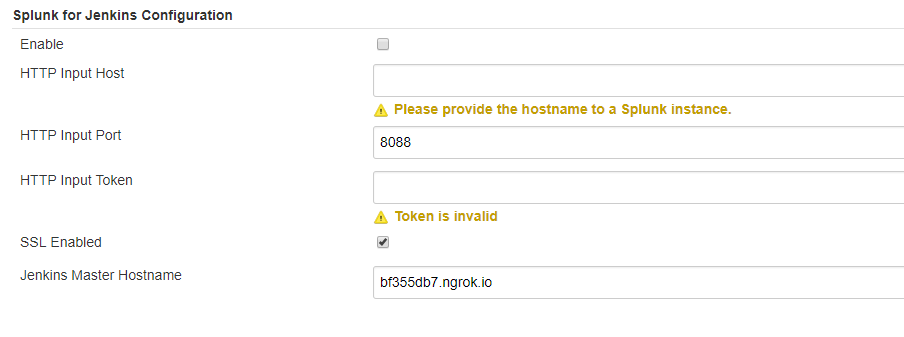 Splunk for Jenkins Configuration
Enable
HTTP Input Host
Please provide the hostname to a Splunk instance.
HTTP Input Port
8088
HTTP Input Token
Token is invalid
SSL Enabled
Jenkins Master Hostname
bf355db7.ngrok.io